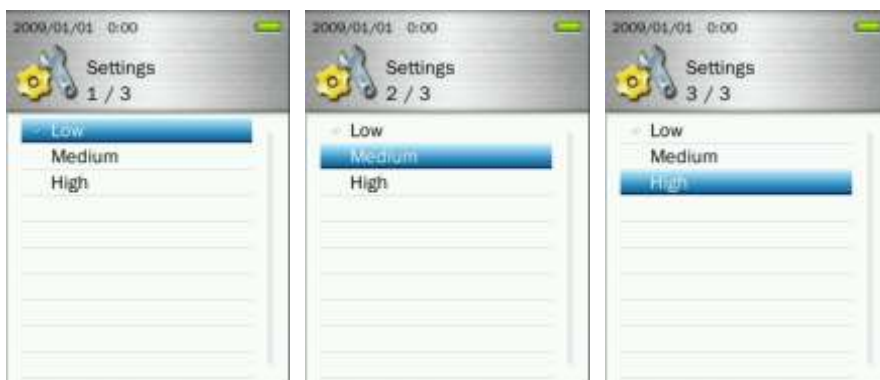 2009/01/01 0:00
Settings
1 / 3
Low
Medium
High
2009/01/01 0:00
Settings
2 / 3
Low
Medium
High
2009/01/01 0:00
Settings
3 / 3
Low
Medium
High